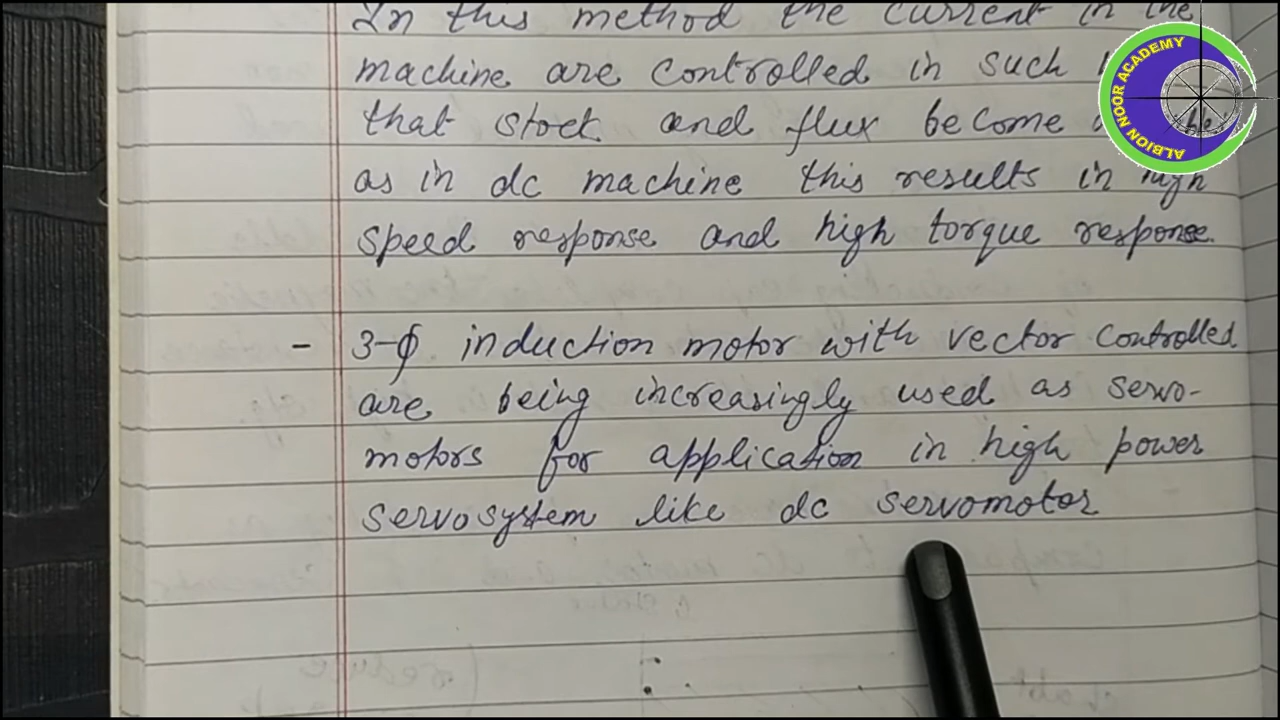 In this method the current in the
machine are controlled in such
that stock and flux become
as in dc machine this results in high
speed response and high torque response.
- 3-ϕ induction motor with vector controlled
are being increasingly used as servo-
motors for application in high power
servosystem like dc servomotor
ALBION NOOR ACADEMY